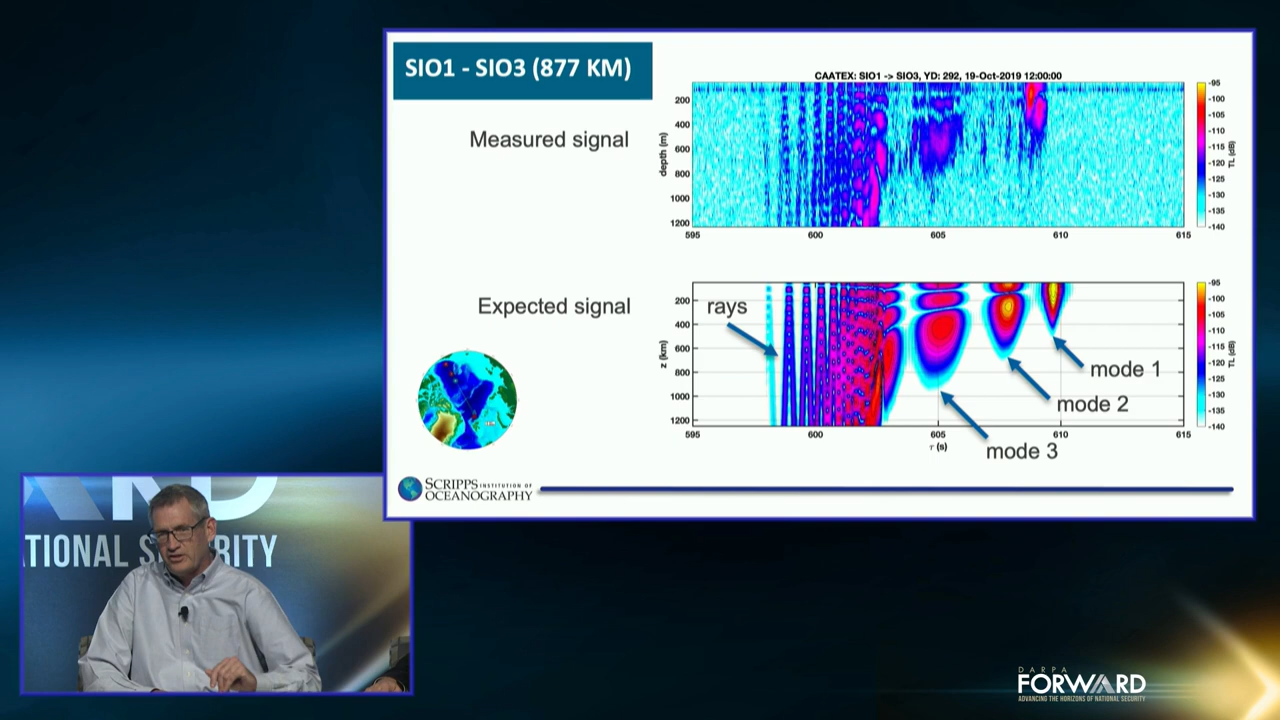 SIO1 - SIO3 (877 KM)
Measured signal
CAATEX: SIO1 -> SIO3, YD: 292, 19-Oct-2019 12:00:00
depth (m)
200
400
600
800
1000
1200
595
600
605
610
615
-95
-100
-105
-110
-115
-120
-125
-130
-135
-140
TL (dB)
Expected signal
rays
z (km)
200
400
600
800
1000
1200
595
600
605
610
615
τ (s)
mode 1
mode 2
mode 3
-95
-100
-105
-110
-115
-120
-125
-130
-135
-140
TL (dB)
SCRIPPS INSTITUTION OF
OCEANOGRAPHY
DARPA
FORWARD
ADVANCING THE HORIZONS OF NATIONAL SECURITY